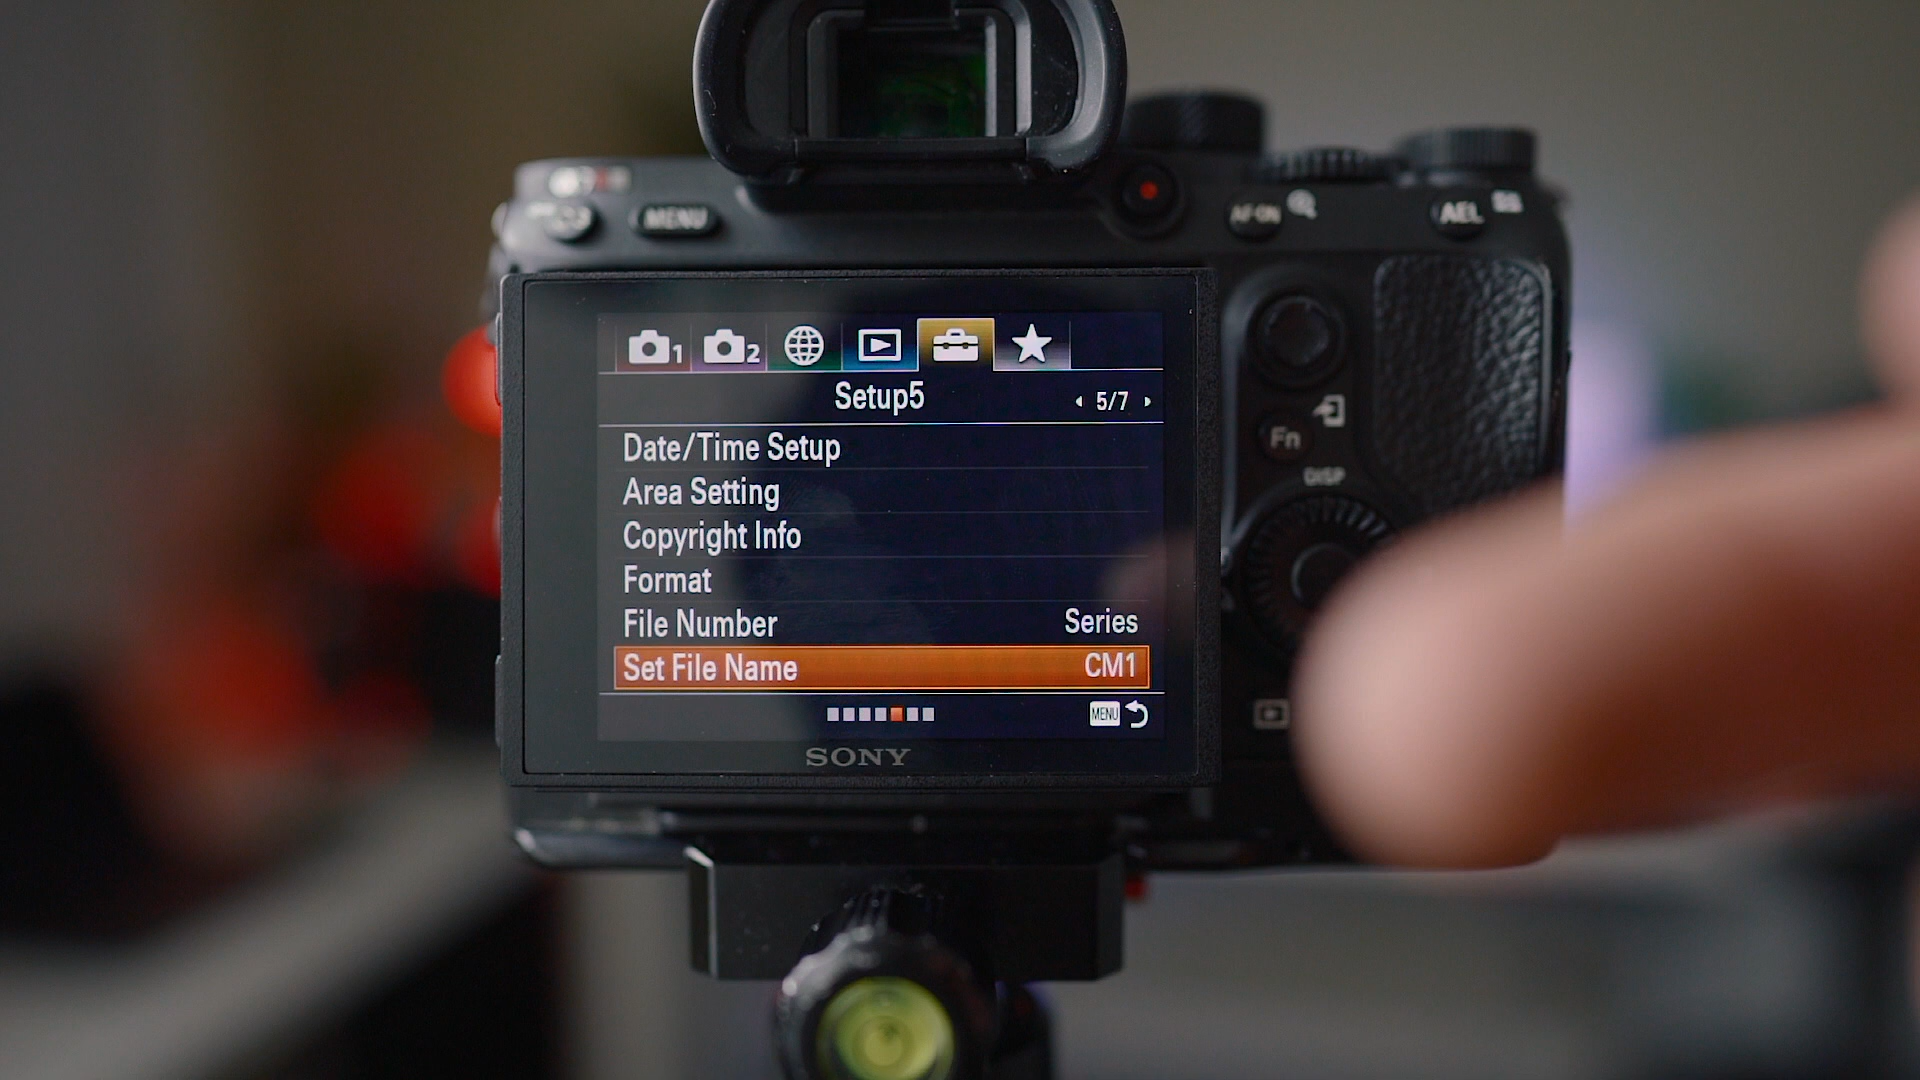 C3
MENU
AF-ON
AEL
1
2
Setup5
5/7
Date/Time Setup
Area Setting
Copyright Info
Format
File Number Series
Set File Name CM1
MENU
SONY
Fn
DISP